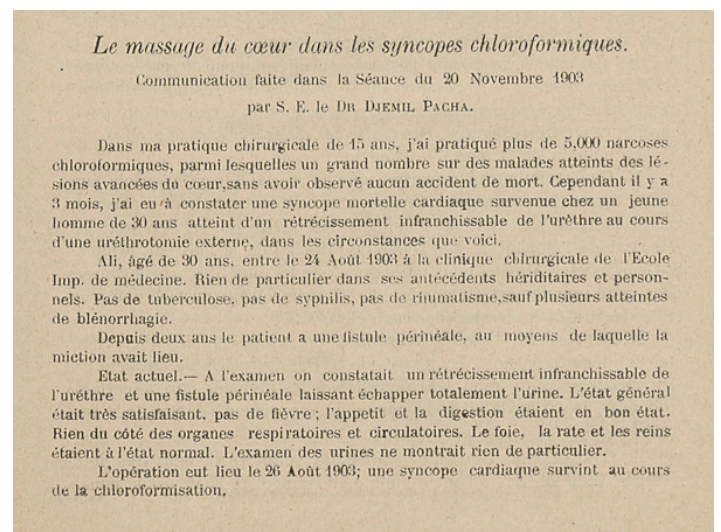 Le massage du cœur dans les syncopes chloroformiques.
Communication faite dans la Séance du 20 Novembre 1903
par S. E. le DR DJEMIL PACHA.
Dans ma pratique chirurgicale de 15 ans, j'ai pratiqué plus de 5,000 narcoses
chloroformiques, parmi lesquelles un grand nombre sur des malades atteints des lé-
sions avancées du cœur,sans avoir observé aucun accident de mort. Cependant il y a
3 mois, j'ai eu à constater une syncope mortelle cardiaque survenue chez un jeune
homme de 30 ans atteint d'un rétrécissement infranchissable de l'urèthre au cours
d'une uréthrotomie externe, dans les circonstances que voici.
Ali, âgé de 30 ans, entre le 24 Août 1903 à la clinique chirurgicale de l'Ecole
Imp. de médecine. Rien de particulier dans ses antécédents hériditaires et person-
nels. Pas de tuberculose, pas de syphilis, pas de rhumatisme,sauf plusieurs atteintes
de blénorrhagie.
Depuis deux ans le patient a une fistule périnéale, au moyens de laquelle la
miction avait lieu.
Etat actuel.— A l'examen on constatait un rétrécissement infranchissable de
l'uréthre et une fistule périnéale laissant échapper totalement l'urine. L'état général
était très satisfaisant. pas de fièvre ; l'appetit et la digestion étaient en bon état.
Rien du côté des organes respiratoires et circulatoires. Le foie, la rate et les reins
étaient à l'état normal. L'examen des urines ne montrait rien de particulier.
L'opération eut lieu le 26 Août 1903; une syncope cardiaque survint au cours
de la chloroformisation.